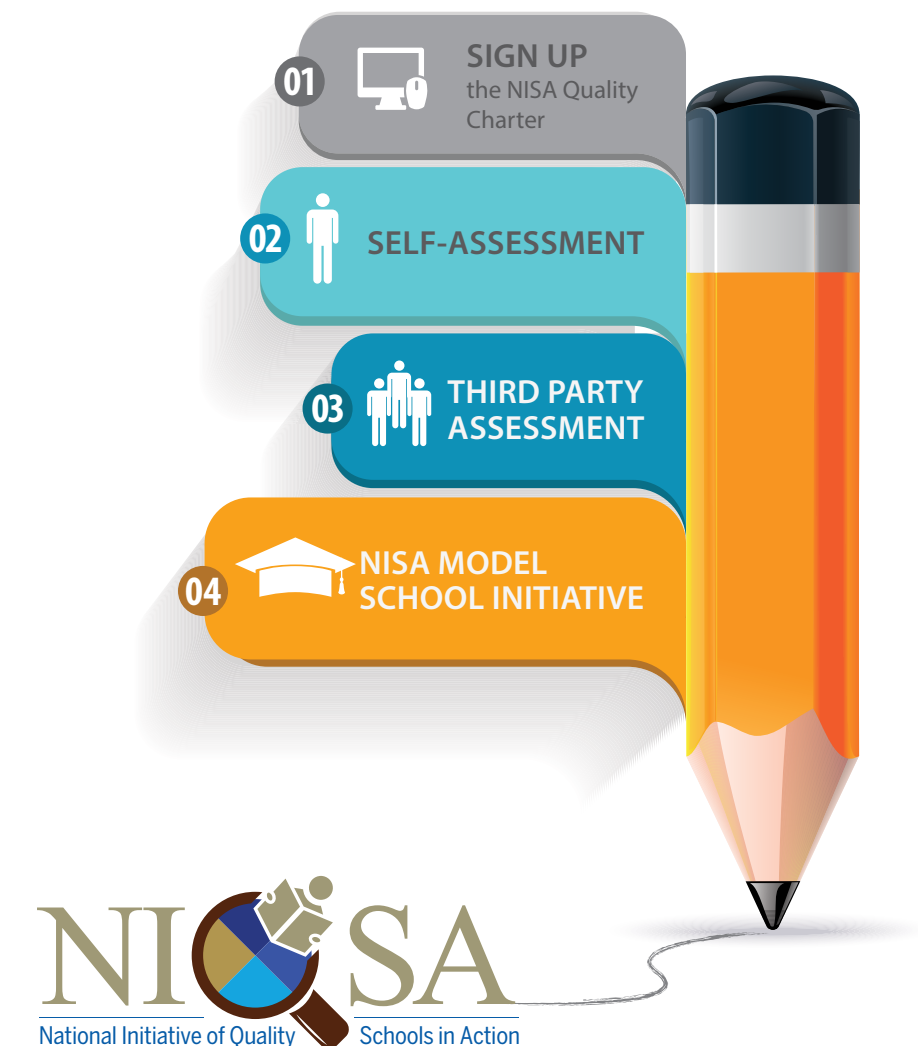 01
SIGN UP
the NISA Quality
Charter
02
SELF-ASSESSMENT
03
THIRD PARTY
ASSESSMENT
04
NISA MODEL
SCHOOL INITIATIVE
NIQSA
National Initiative of Quality Schools in Action